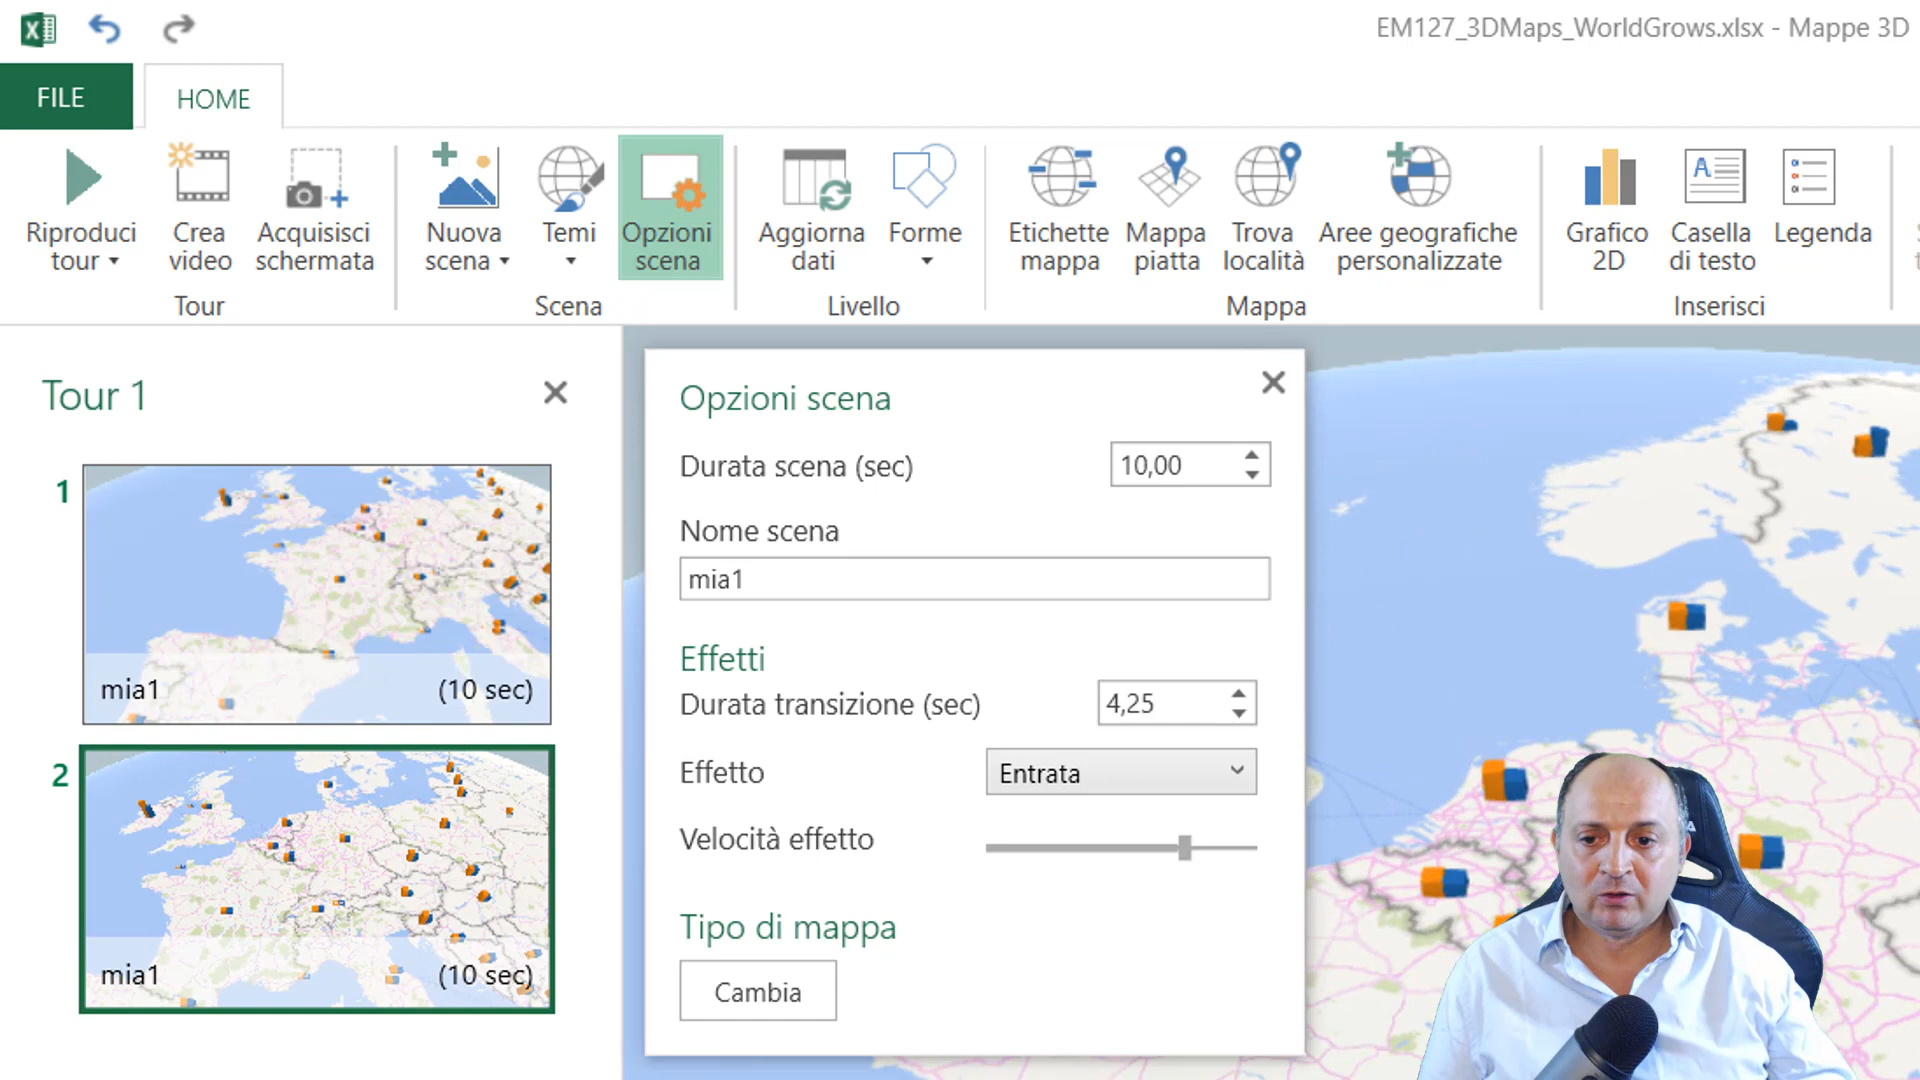 EM127_3DMaps_WorldGrows.xlsx - Mappe 3D
FILE
HOME
Riproduci tour
Crea video
Acquisisci schermata
Nuova scena
Temi
Opzioni scena
Aggiorna dati
Forme
Etichette mappa
Mappa piatta
Trova località
Aree geografiche personalizzate
Grafico 2D
Casella di testo
Legenda
Tour
Scena
Livello
Mappa
Inserisci
Tour 1
1
mia1 (10 sec)
2
mia1 (10 sec)
Opzioni scena
Durata scena (sec) 10,00
Nome scena
mia1
Effetti
Durata transizione (sec) 4,25
Effetto Entrata
Velocità effetto
Tipo di mappa
Cambia